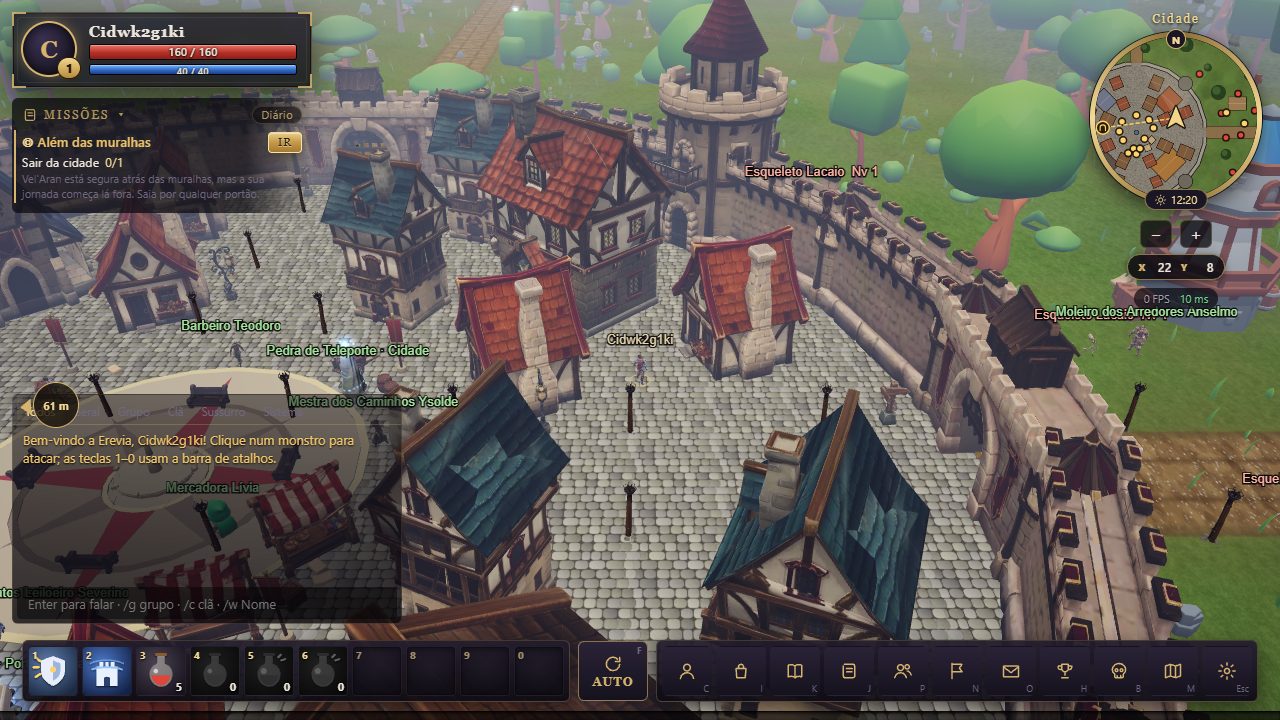 C
1
Cidwk2g1ki
160 / 160
40 / 40
MISSÕES
Diário
Além das muralhas
IR
Sair da cidade 0/1
Vel'Aran está segura atrás das muralhas, mas a sua
jornada começa lá fora. Saia por qualquer portão.
Cidade
N
12:20
− +
X 22 Y 8
0 FPS 10 ms
Esqueleto Lacaio Nv 1
Moleiro dos Arredores Anselmo
Barbeiro Teodoro
Cidwk2g1ki
Pedra de Teleporte - Cidade
Mestra dos Caminhos Ysolde
61 m
Grupo Clã Sussurro
Bem-vindo a Erevia, Cidwk2g1ki! Clique num monstro para
atacar; as teclas 1–0 usam a barra de atalhos.
Mercadora Lívia
Esque
Leiloeiro Severino
Enter para falar · /g grupo · /c clã · /w Nome
1 2 3 4 5 6 7 8 9 0
5 0 0 0
F
AUTO
C I K J P N O H B M Esc